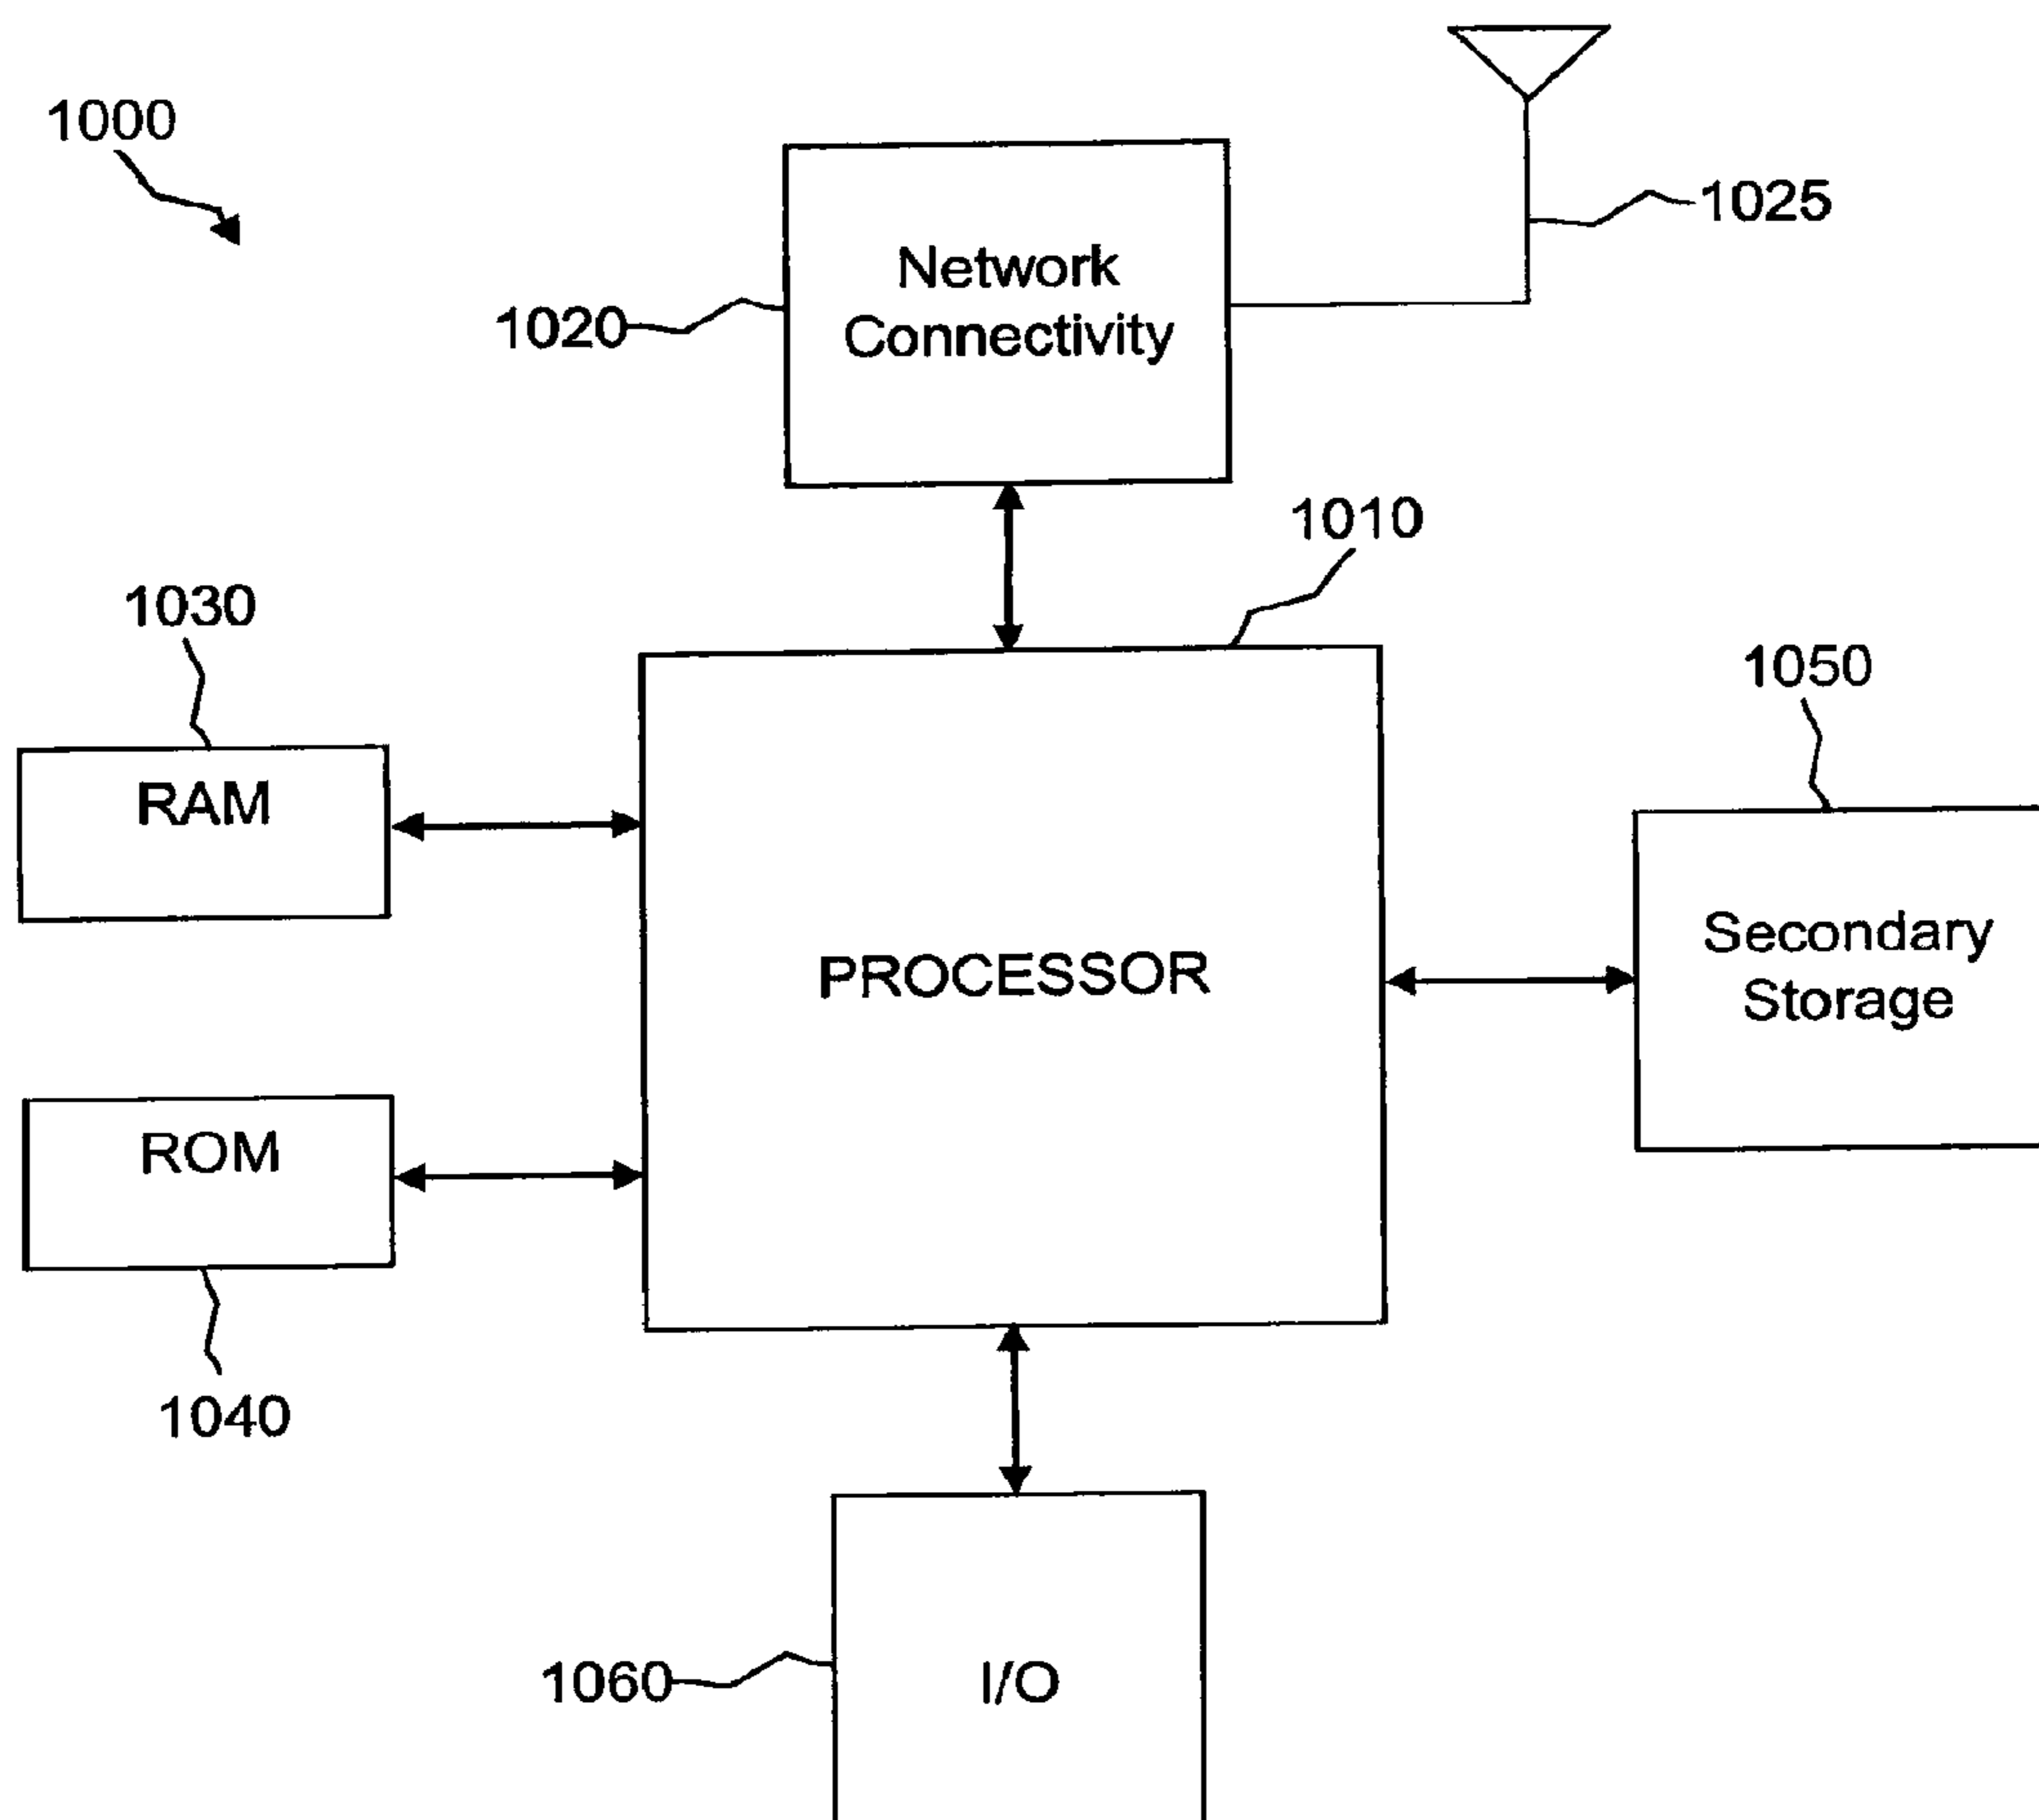 1000
1025
Network
Connectivity
1020
1010
1030
1050
RAM
PROCESSOR
Secondary
Storage
ROM
1040
1060
I/O